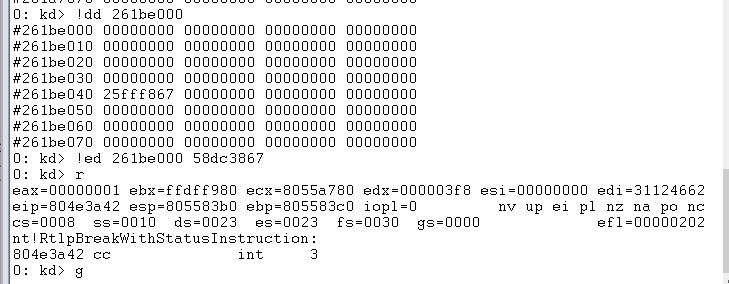 0: kd> !dd 261be000
#261be000 00000000 00000000 00000000 00000000
#261be010 00000000 00000000 00000000 00000000
#261be020 00000000 00000000 00000000 00000000
#261be030 00000000 00000000 00000000 00000000
#261be040 25fff867 00000000 00000000 00000000
#261be050 00000000 00000000 00000000 00000000
#261be060 00000000 00000000 00000000 00000000
#261be070 00000000 00000000 00000000 00000000
0: kd> !ed 261be000 58dc3867
0: kd> r
eax=00000001 ebx=ffdff980 ecx=8055a780 edx=000003f8 esi=00000000 edi=31124662
eip=804e3a42 esp=805583b0 ebp=805583c0 iopl=0         nv up ei pl nz na po nc
cs=0008  ss=0010  ds=0023  es=0023  fs=0030  gs=0000             efl=00000202
nt!RtlpBreakWithStatusInstruction:
804e3a42 cc              int     3
0: kd> g